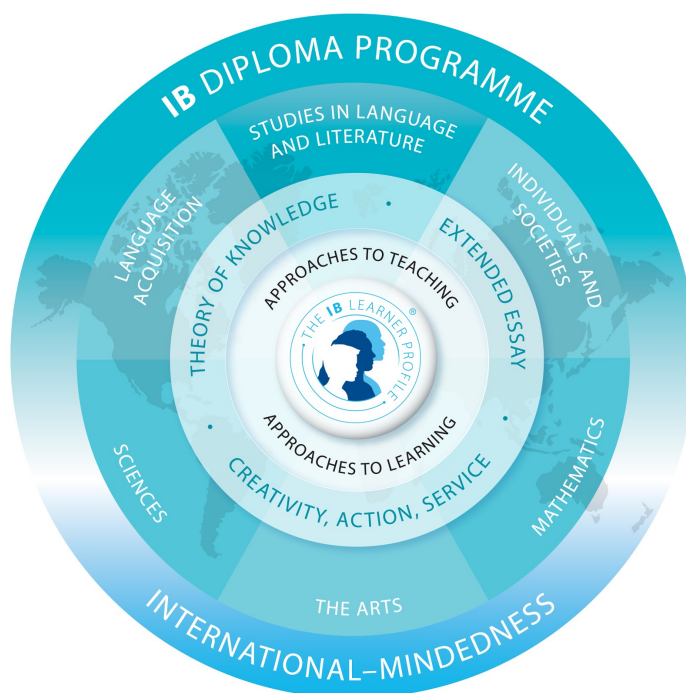 IB DIPLOMA PROGRAMME
STUDIES IN LANGUAGE
AND LITERATURE
LANGUAGE
ACQUISITION
INDIVIDUALS AND
SOCIETIES
THEORY OF KNOWLEDGE
EXTENDED ESSAY
APPROACHES TO TEACHING
• THE IB LEARNER PROFILE • ®
APPROACHES TO LEARNING
CREATIVITY, ACTION, SERVICE
SCIENCES
MATHEMATICS
THE ARTS
INTERNATIONAL–MINDEDNESS